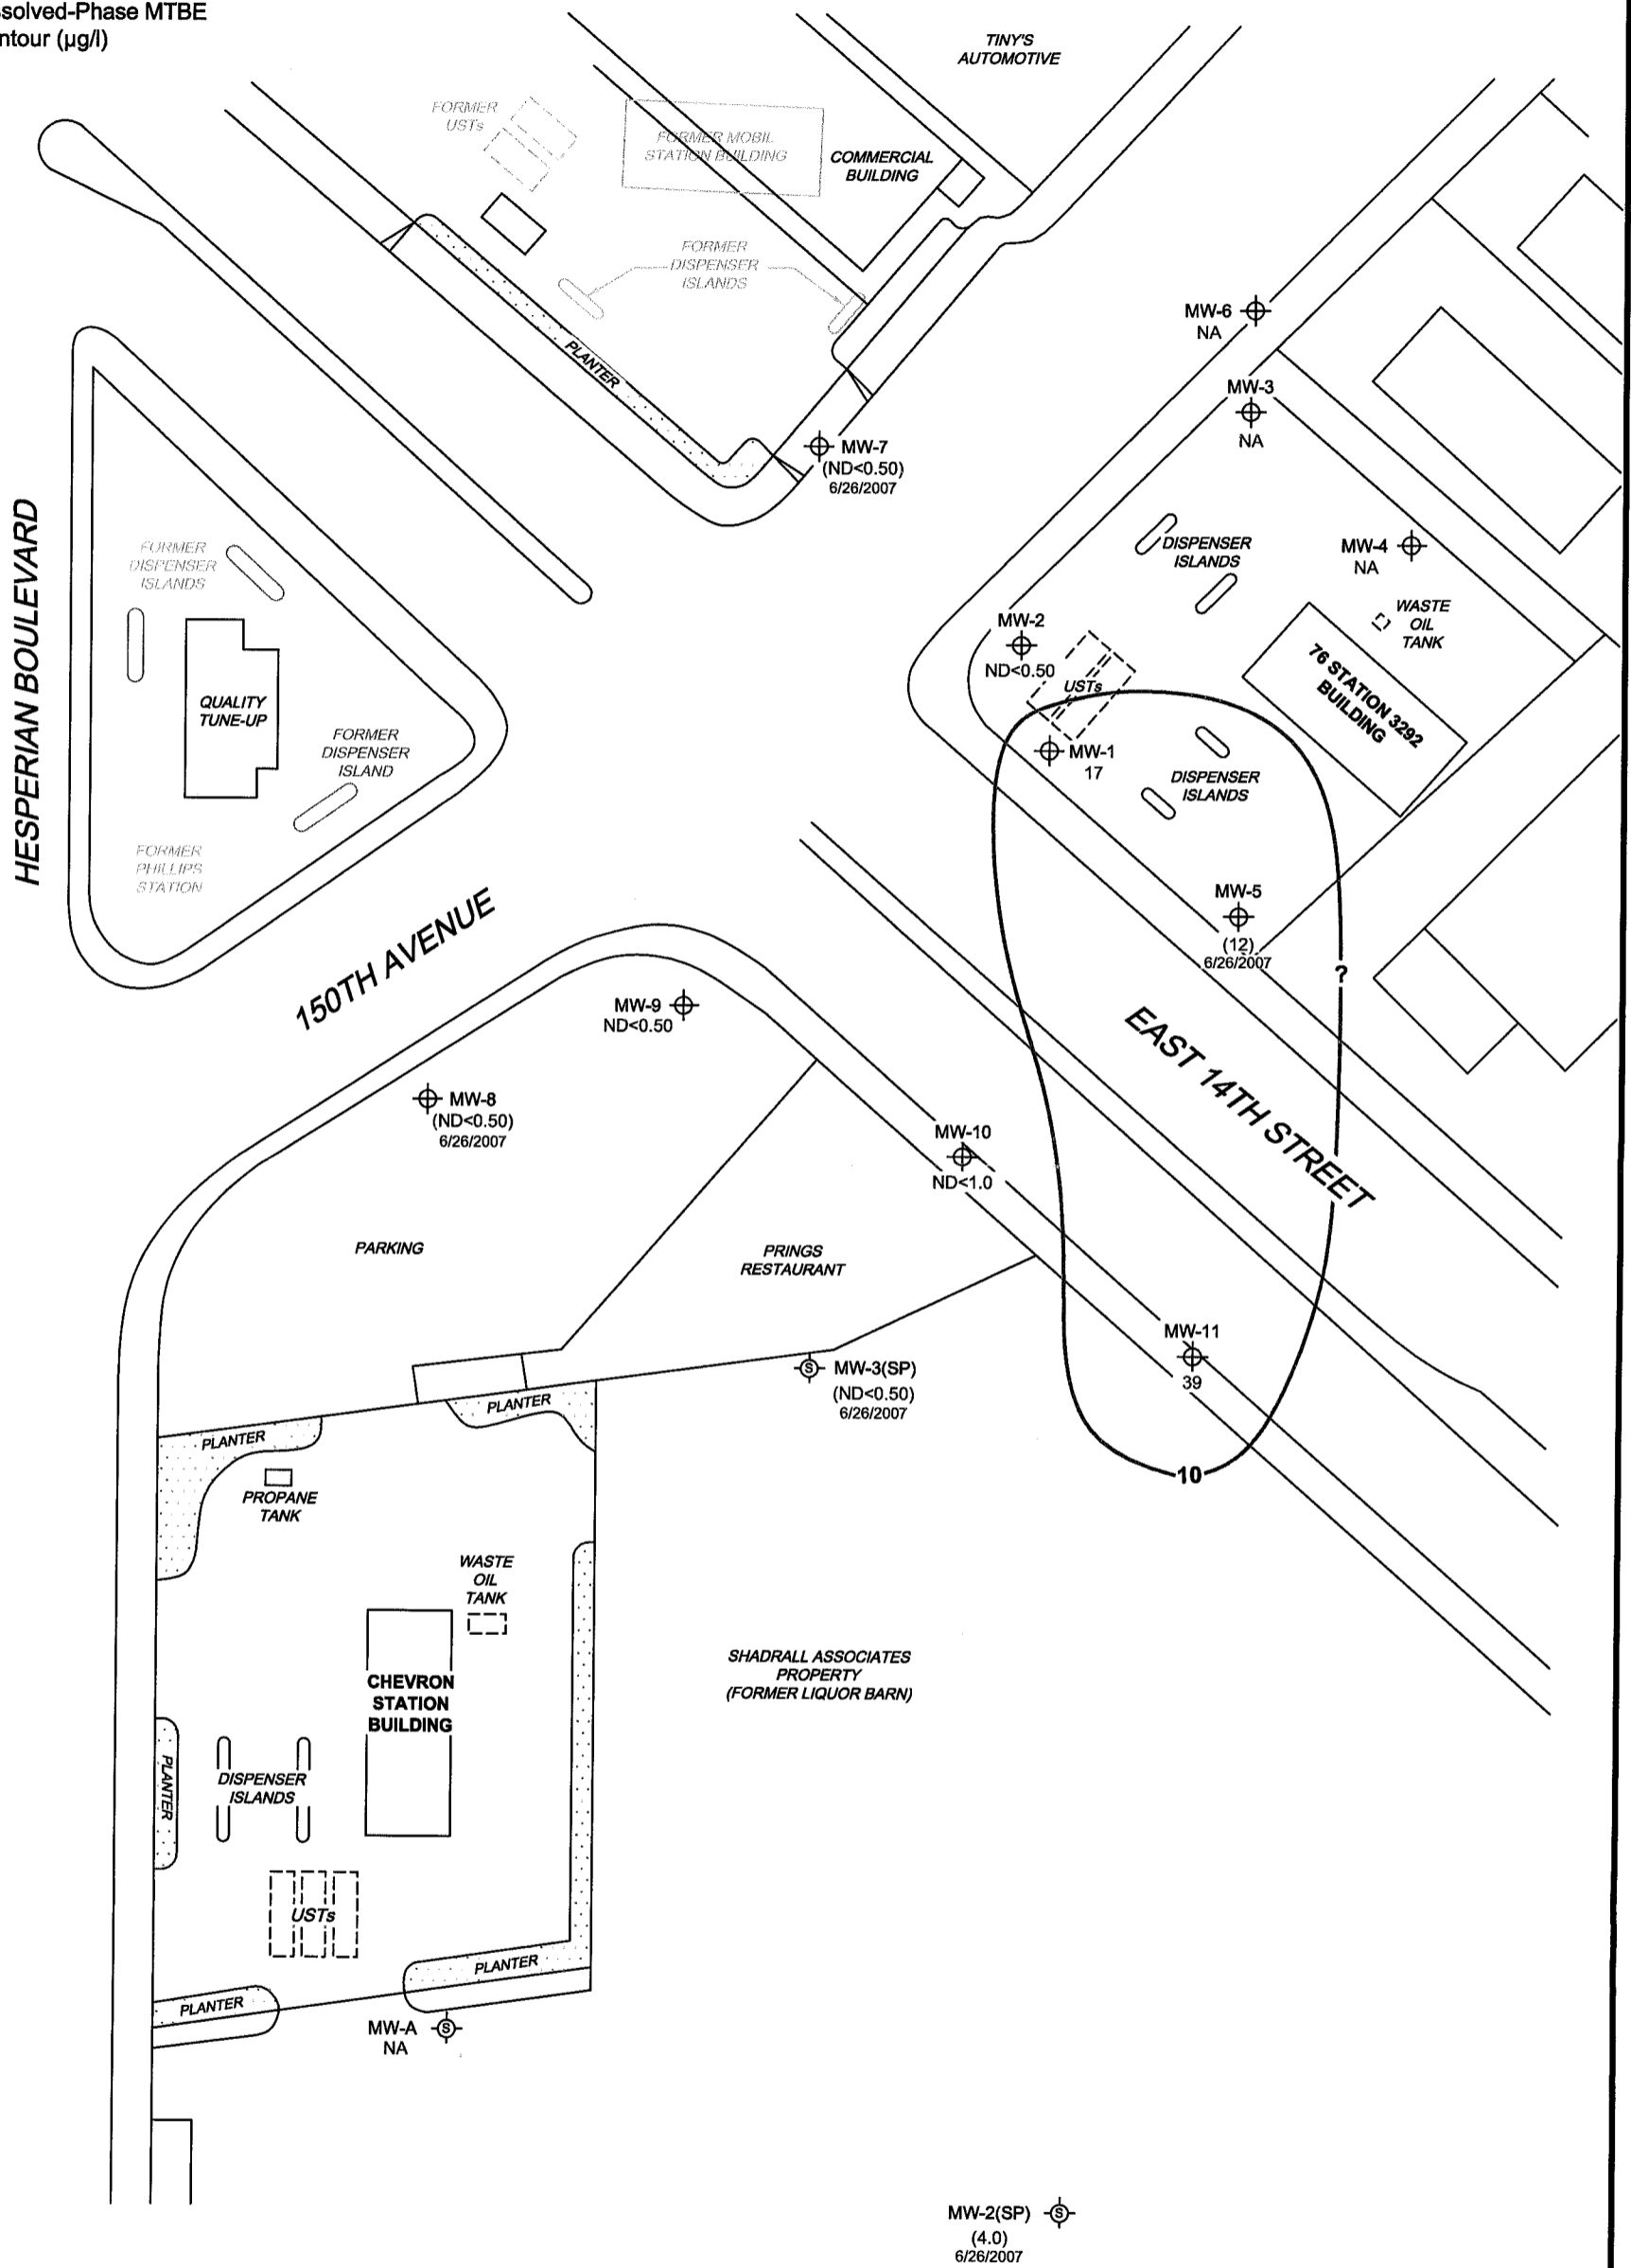 ssolved-Phase MTBE
ntour (µg/l)
TINY'S
AUTOMOTIVE
FORMER
USTs
FORMER MOBIL
STATION BUILDING
COMMERCIAL
BUILDING
FORMER
DISPENSER
ISLANDS
PLANTER
MW-6
NA
MW-3
NA
MW-7
(ND<0.50)
6/26/2007
HESPERIAN BOULEVARD
FORMER
DISPENSER
ISLANDS
QUALITY
TUNE-UP
FORMER
DISPENSER
ISLAND
FORMER
PHILLIPS
STATION
DISPENSER
ISLANDS
MW-4
NA
WASTE
OIL
TANK
MW-2
ND<0.50
USTs
76 STATION 3292
BUILDING
MW-1
17
DISPENSER
ISLANDS
MW-5
(12)
6/26/2007
?
150TH AVENUE
EAST 14TH STREET
MW-9
ND<0.50
MW-8
(ND<0.50)
6/26/2007
MW-10
ND<1.0
PARKING
PRINGS
RESTAURANT
MW-11
39
MW-3(SP)
(ND<0.50)
6/26/2007
S
10
PLANTER
PLANTER
PROPANE
TANK
WASTE
OIL
TANK
CHEVRON
STATION
BUILDING
SHADRALL ASSOCIATES
PROPERTY
(FORMER LIQUOR BARN)
PLANTER
DISPENSER
ISLANDS
USTs
PLANTER
PLANTER
MW-A
NA
S
MW-2(SP)
(4.0)
6/26/2007
S